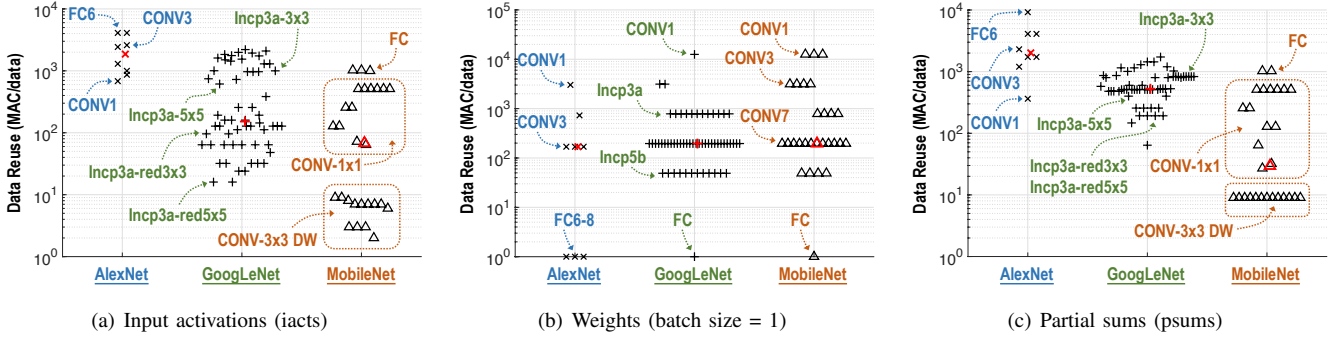 Data Reuse (MAC/data)
10^4
10^3
10^2
10^1
10^0
FC6
CONV3
CONV1
Incp3a-3x3
Incp3a-5x5
Incp3a-red3x3
Incp3a-red5x5
FC
CONV-1x1
CONV-3x3 DW
AlexNet
GoogLeNet
MobileNet
(a) Input activations (iacts)
Data Reuse (MAC/data)
10^5
10^4
10^3
10^2
10^1
10^0
CONV1
CONV3
FC6-8
CONV1
Incp3a
Incp5b
FC
CONV1
CONV3
CONV7
FC
AlexNet
GoogLeNet
MobileNet
(b) Weights (batch size = 1)
Data Reuse (MAC/data)
10^4
10^3
10^2
10^1
10^0
FC6
CONV3
CONV1
Incp3a-3x3
Incp3a-5x5
Incp3a-red3x3
Incp3a-red5x5
FC
CONV-1x1
CONV-3x3 DW
AlexNet
GoogLeNet
MobileNet
(c) Partial sums (psums)